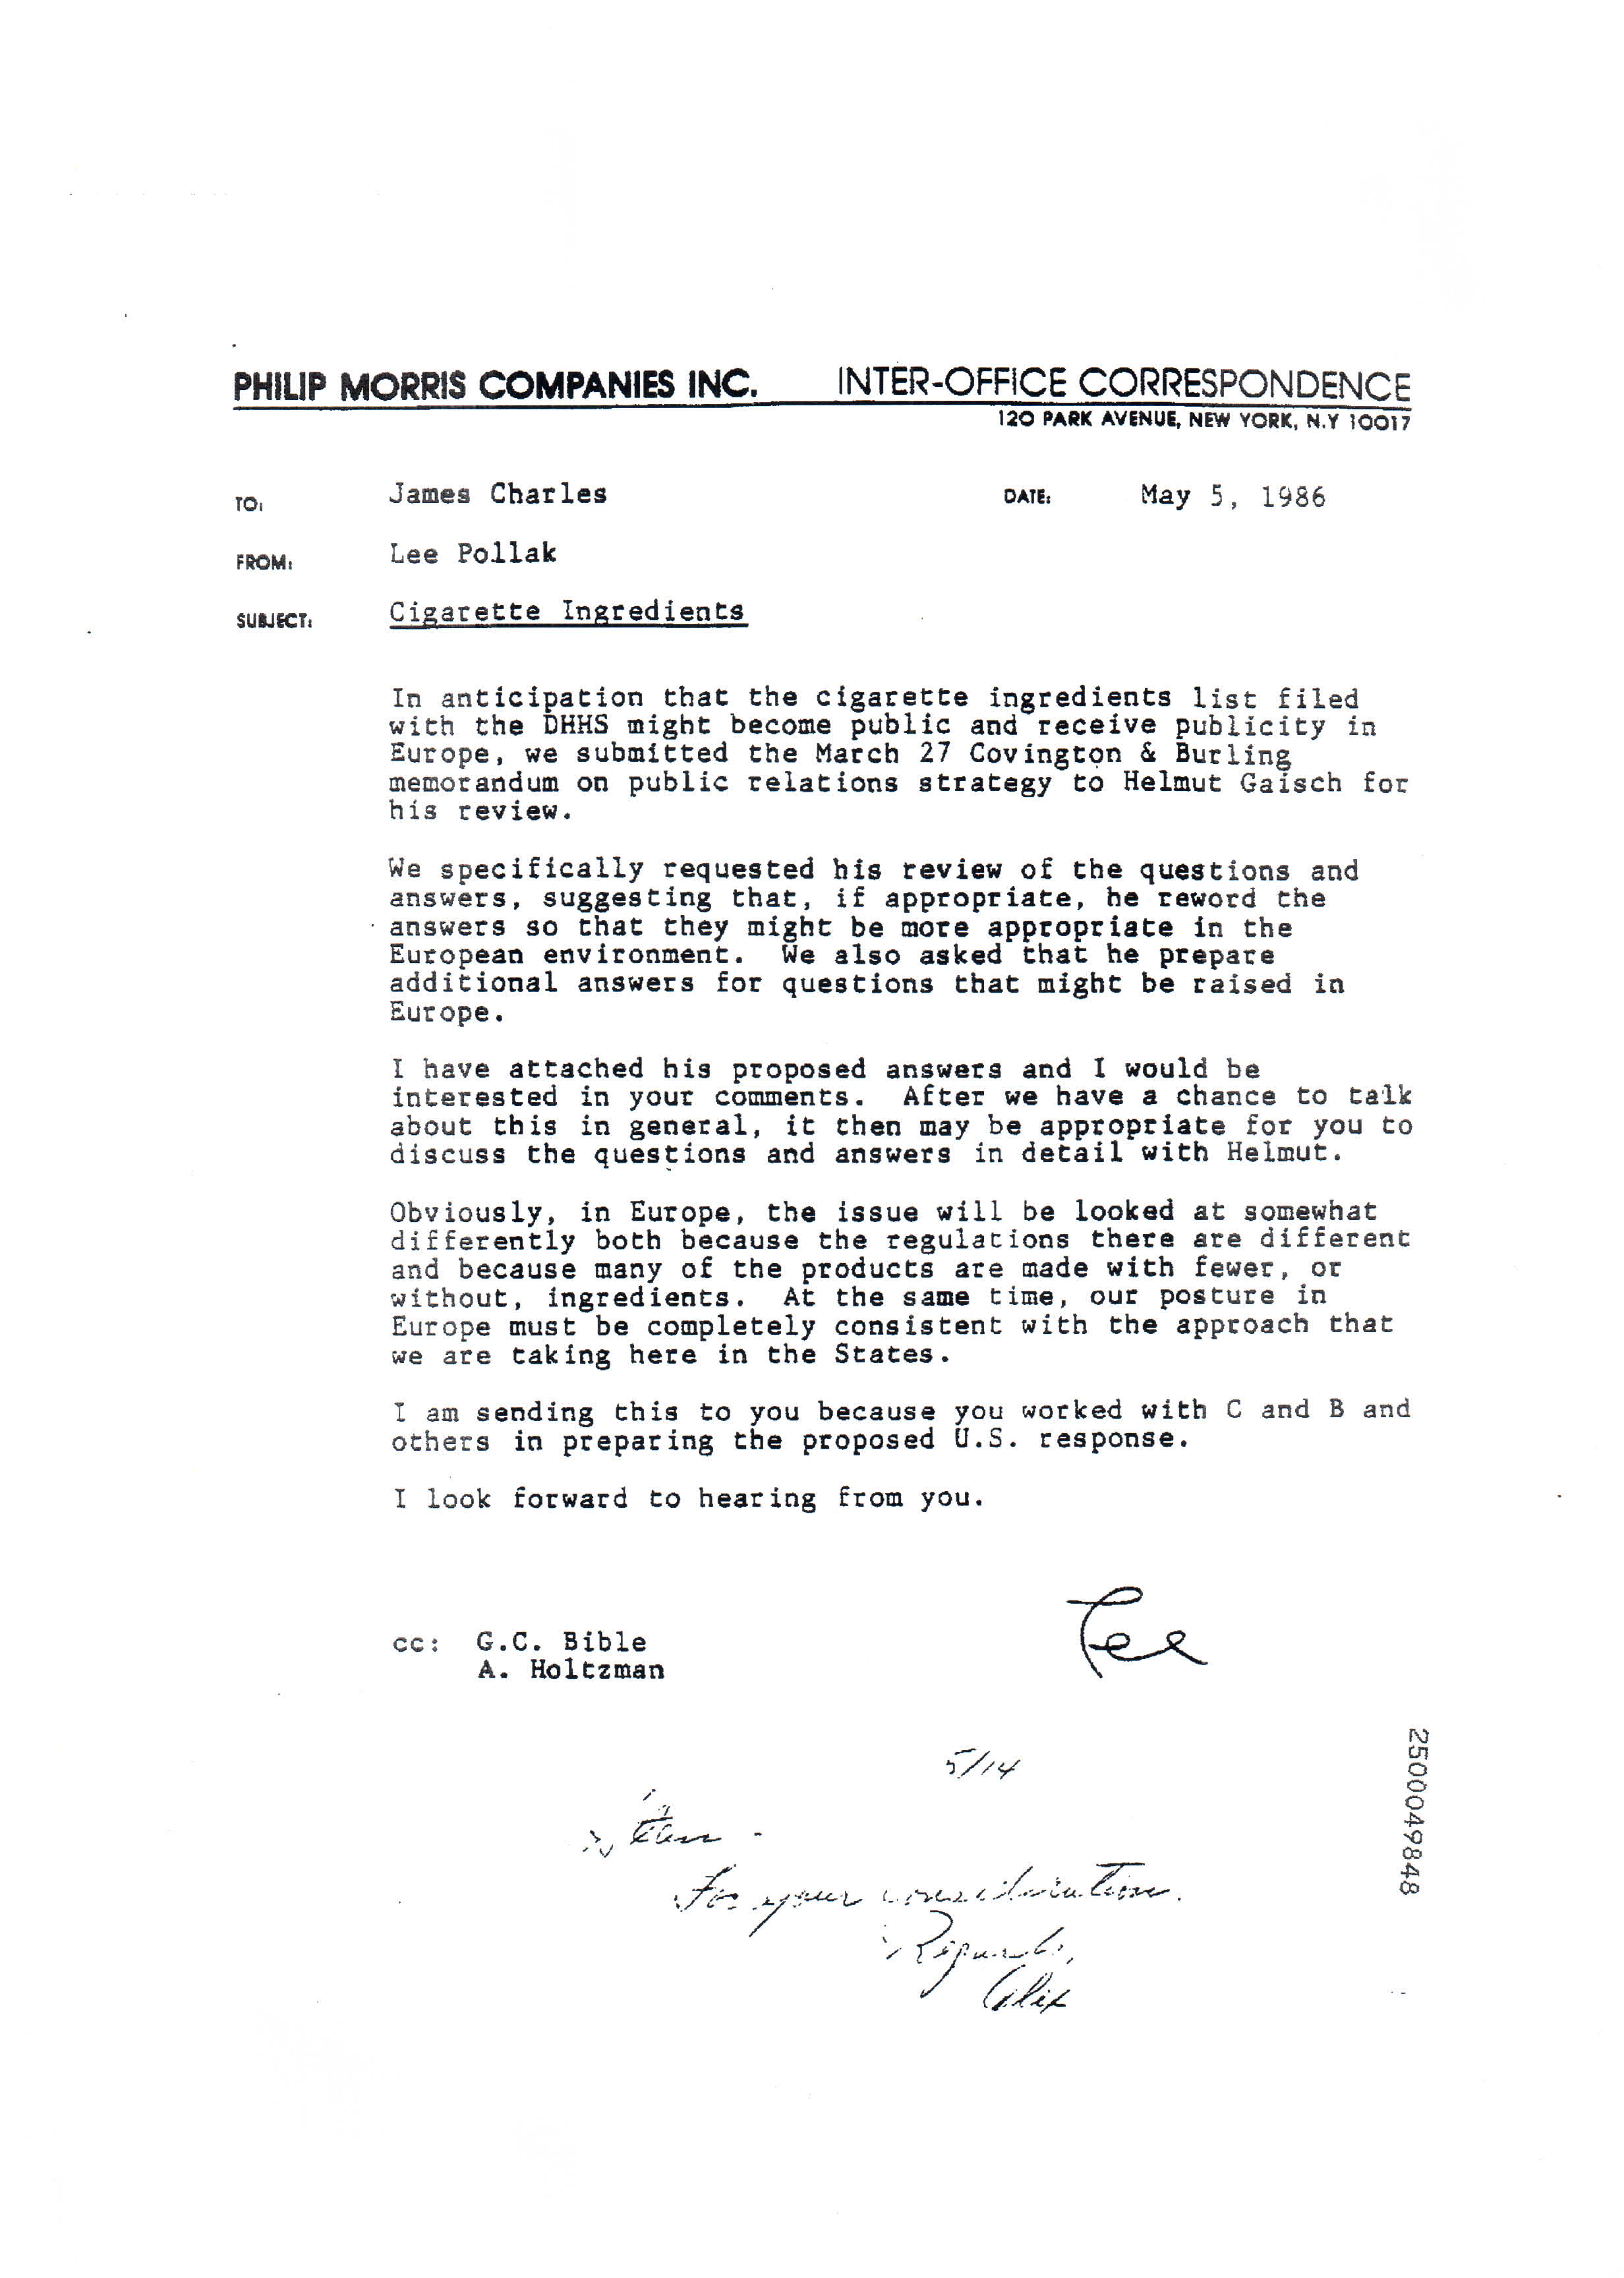 PHILIP MORRIS COMPANIES INC. INTER-OFFICE CORRESPONDENCE
120 PARK AVENUE, NEW YORK, N.Y 10017
TO: James Charles DATE: May 5, 1986
FROM: Lee Pollak
SUBJECT: Cigarette Ingredients
In anticipation that the cigarette ingredients list filed
with the DHHS might become public and receive publicity in
Europe, we submitted the March 27 Covington & Burling
memorandum on public relations strategy to Helmut Gaisch for
his review.
We specifically requested his review of the questions and
answers, suggesting that, if appropriate, he reword the
answers so that they might be more appropriate in the
European environment. We also asked that he prepare
additional answers for questions that might be raised in
Europe.
I have attached his proposed answers and I would be
interested in your comments. After we have a chance to talk
about this in general, it then may be appropriate for you to
discuss the questions and answers in detail with Helmut.
Obviously, in Europe, the issue will be looked at somewhat
differently both because the regulations there are different
and because many of the products are made with fewer, or
without, ingredients. At the same time, our posture in
Europe must be completely consistent with the approach that
we are taking here in the States.
I am sending this to you because you worked with C and B and
others in preparing the proposed U.S. response.
I look forward to hearing from you.
Lee
cc: G.C. Bible
A. Holtzman
5/14
For your consideration.
Regards,
Alex
2500049848